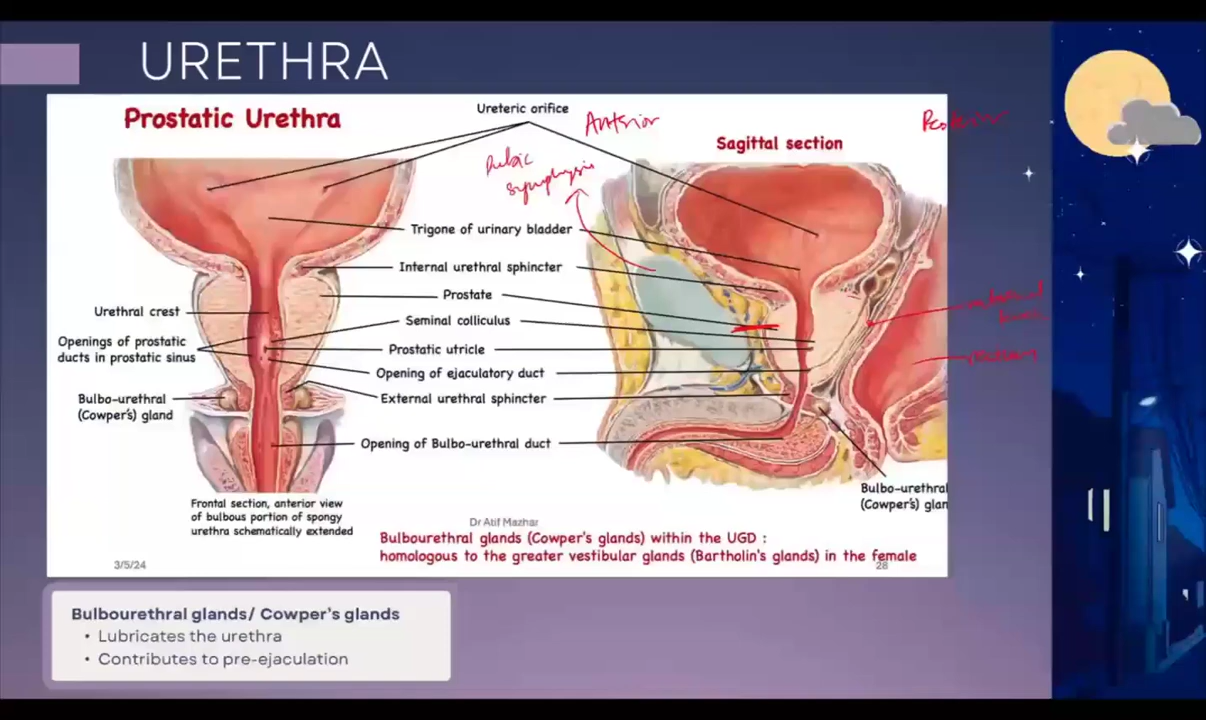 URETHRA
Prostatic Urethra
Ureteric orifice
Anterior
Posterior
Sagittal section
Pubic
symphysis
Trigone of urinary bladder
Internal urethral sphincter
Prostate
Urethral crest
Seminal colliculus
Openings of prostatic
ducts in prostatic sinus
Prostatic utricle
Opening of ejaculatory duct
Bulbo-urethral
(Cowper's) gland
External urethral sphincter
Opening of Bulbo-urethral duct
Bulbo-urethral
(Cowper's) glan
Frontal section, anterior view
of bulbous portion of spongy
urethra schematically extended
Dr Atif Mazhar
Bulbourethral glands (Cowper's glands) within the UGD :
homologous to the greater vestibular glands (Bartholin's glands) in the female
3/5/24
28
Bulbourethral glands/ Cowper's glands
• Lubricates the urethra
• Contributes to pre-ejaculation